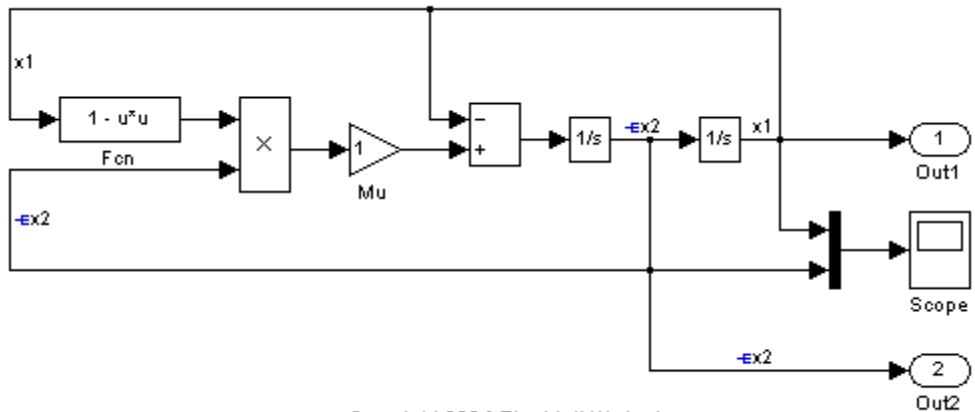 x1
1 - u*u
Fcn
×
1
Mu
−
+
1/s
x2
1/s
x1
1
Out1
x2
Scope
x2
2
Out2